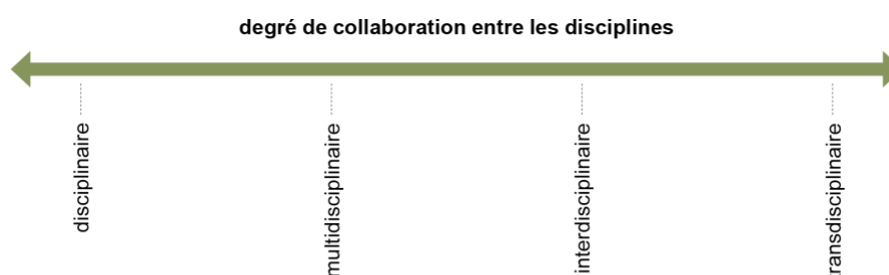 degré de collaboration entre les disciplines
disciplinaire
multidisciplinaire
interdisciplinaire
transdisciplinaire